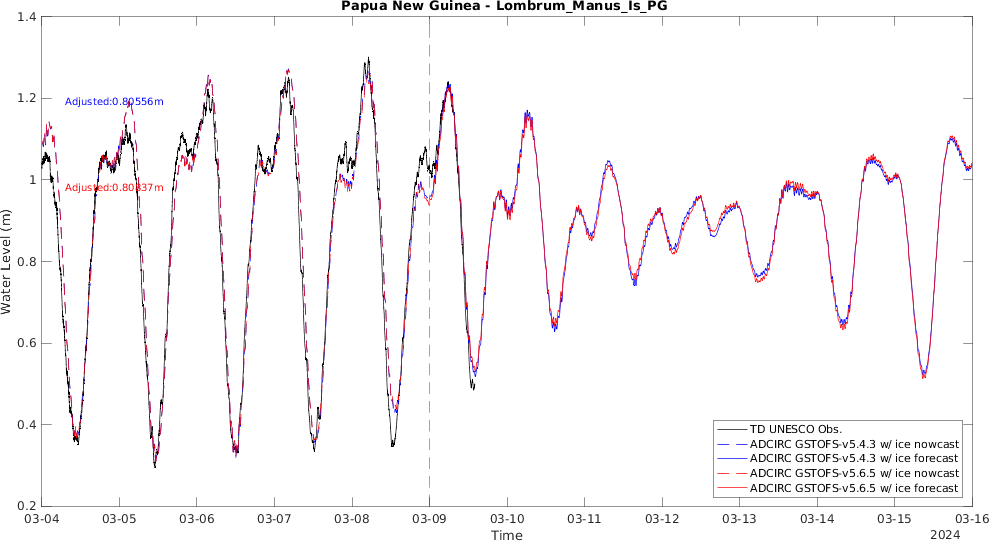 Papua New Guinea - Lombrum_Manus_Is_PG
1.4
1.2
1
0.8
0.6
0.4
0.2
Water Level (m)
Adjusted:0.80556m
Adjusted:0.80837m
TD UNESCO Obs.
ADCIRC GSTOFS-v5.4.3 w/ ice nowcast
ADCIRC GSTOFS-v5.4.3 w/ ice forecast
ADCIRC GSTOFS-v5.6.5 w/ ice nowcast
ADCIRC GSTOFS-v5.6.5 w/ ice forecast
03-04 03-05 03-06 03-07 03-08 03-09 03-10 03-11 03-12 03-13 03-14 03-15 03-16
Time
2024